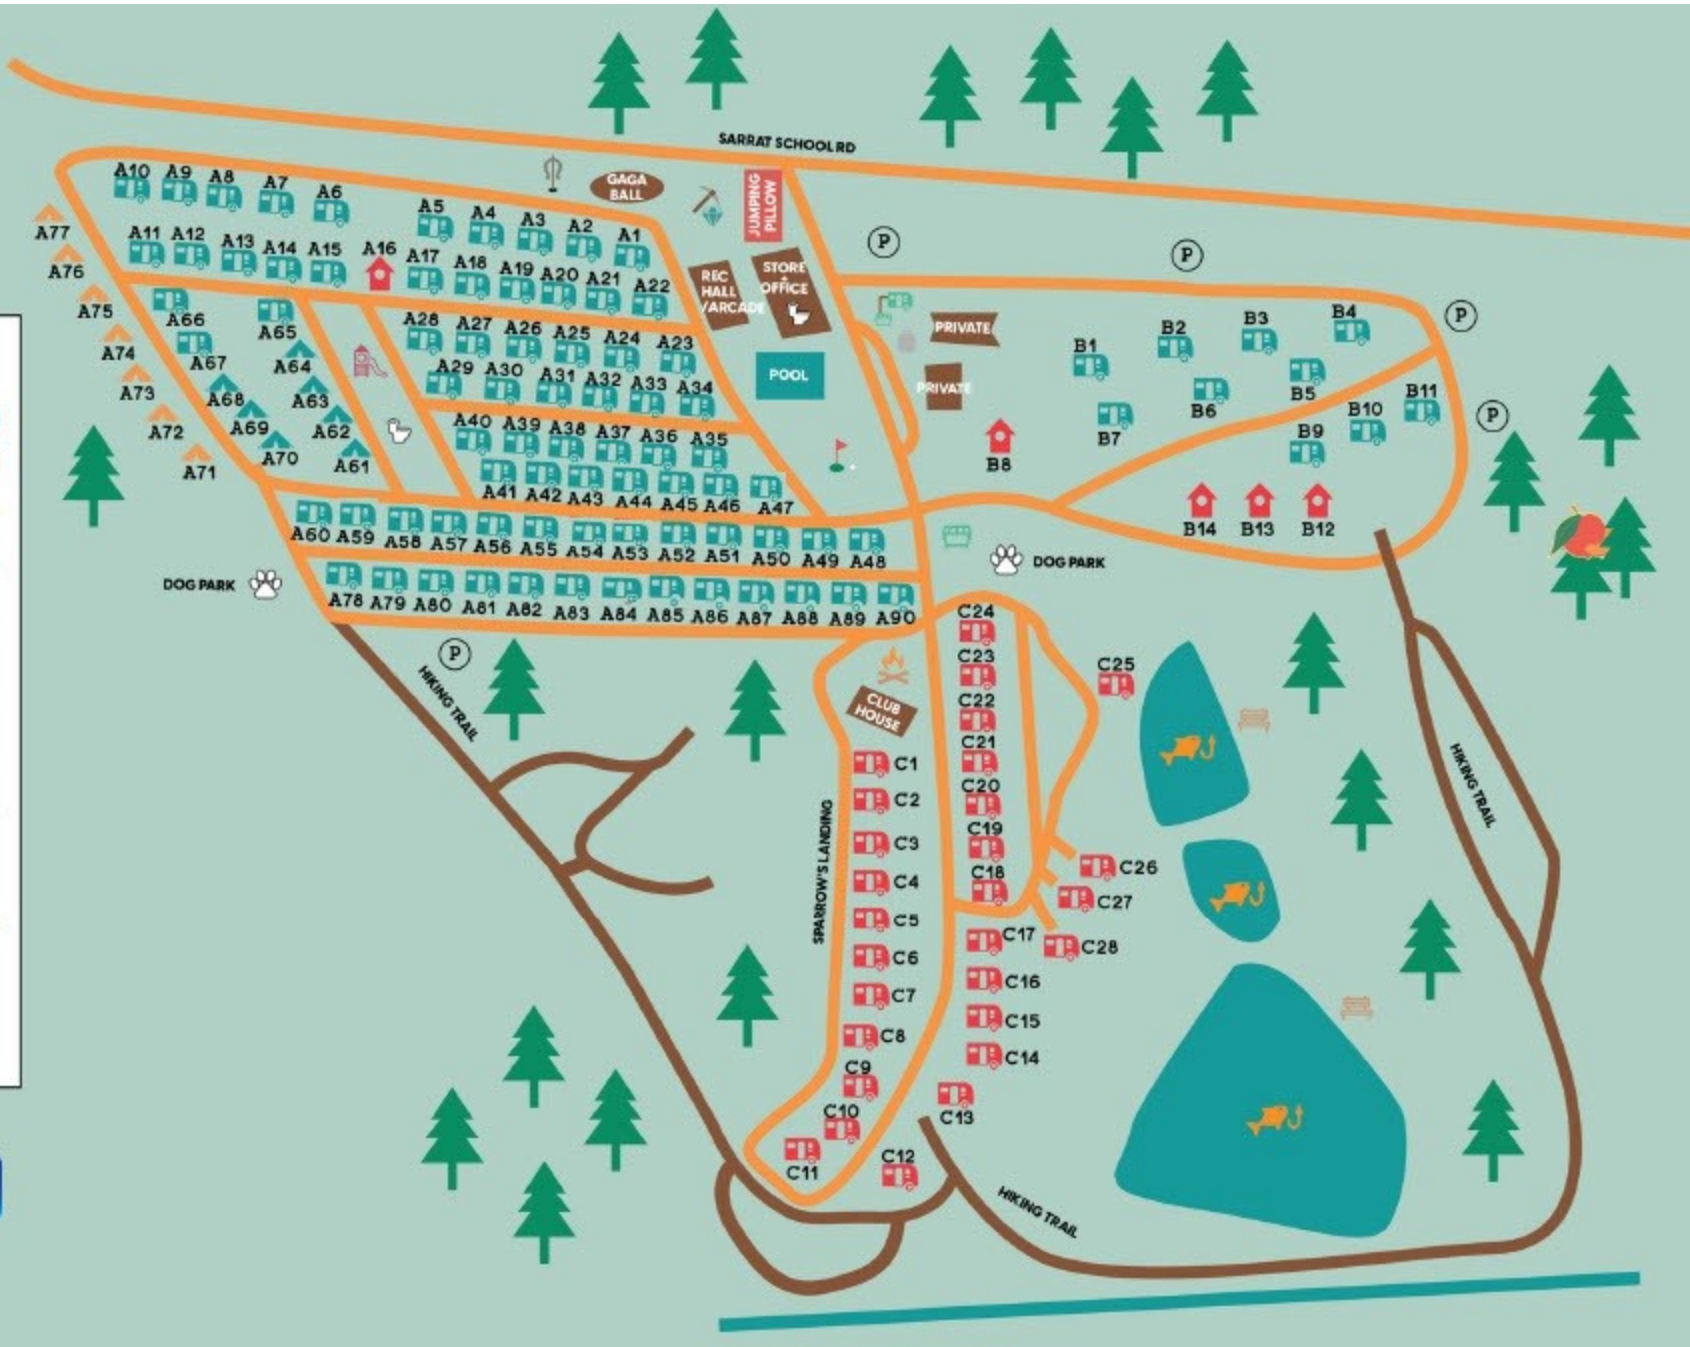 SARRAT SCHOOL RD
GAGA
BALL
JUMPING
PILLOW
A10 A9 A8 A7 A6
A5 A4 A3 A2 A1
A77
A11 A12 A13 A14 A15 A16 A17 A18 A19 A20 A21 A22
P
P
REC
HALL
/ARCADE
STORE
+
OFFICE
A76
A75
A66 A65
A28 A27 A26 A25 A24 A23
PRIVATE
B1 B2 B3 B4
P
A74
A67 A64
A29 A30 A31 A32 A33 A34
POOL
PRIVATE
B7 B6 B5
B11
A73
A68 A63
A72
A69 A62
A40 A39 A38 A37 A36 A35
B10
B9
P
A71
A70 A61
A41 A42 A43 A44 A45 A46 A47
B8
B14 B13 B12
A60 A59 A58 A57 A56 A55 A54 A53 A52 A51 A50 A49 A48
DOG PARK
DOG PARK
A78 A79 A80 A81 A82 A83 A84 A85 A86 A87 A88 A89 A90
P
HIKING TRAIL
CLUB
HOUSE
C24
C23
C22
C21
C20
C19
C18
C25
C26
C27
C28
SPARROW'S LANDING
C1
C2
C3
C4
C5
C6
C7
C8
C9
C10
C11
C17
C16
C15
C14
C13
C12
HIKING TRAIL
HIKING TRAIL